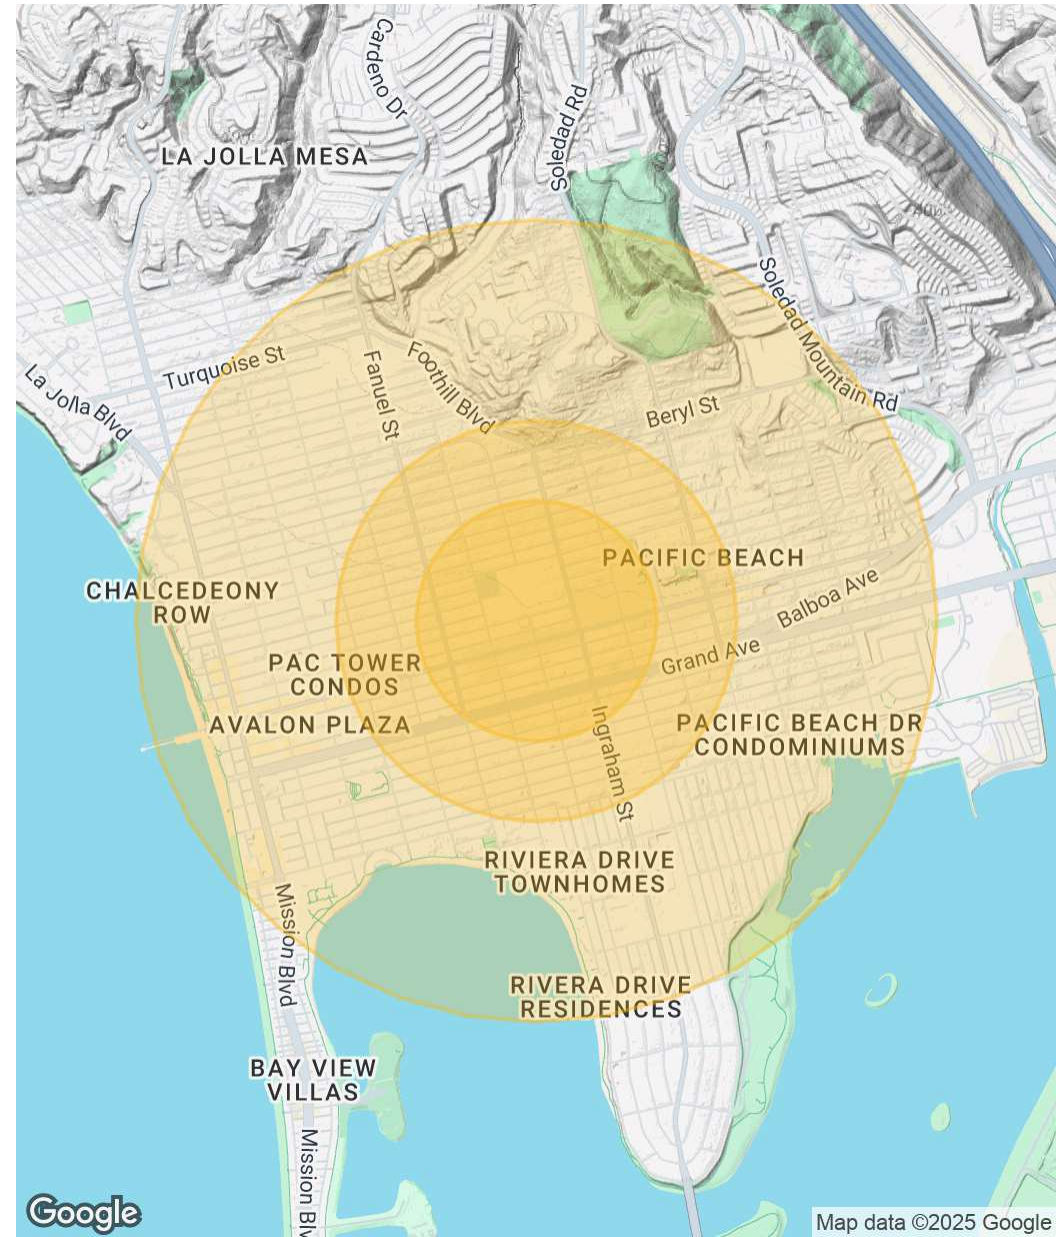 Cardeno Dr
Soledad Rd
LA JOLLA MESA
Soledad Mountain Rd
Turquoise St
Fanuel St
Foothill Blvd
La Jolla Blvd
Beryl St
PACIFIC BEACH
CHALCEDEONY
ROW
Balboa Ave
Grand Ave
PAC TOWER
CONDOS
AVALON PLAZA
Ingraham St
PACIFIC BEACH DR
CONDOMINIUMS
RIVIERA DRIVE
TOWNHOMES
Mission Blvd
RIVERA DRIVE
RESIDENCES
BAY VIEW
VILLAS
Mission Blv
Google
Map data ©2025 Google